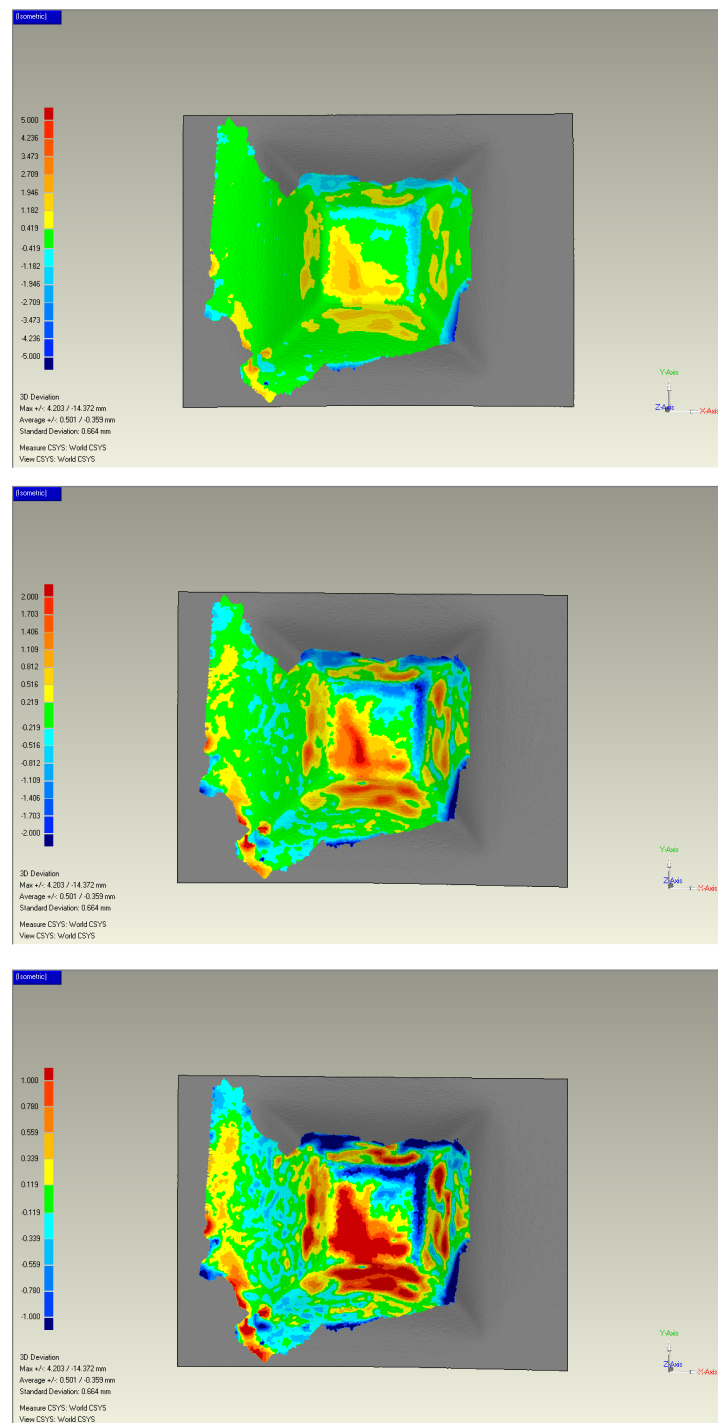 (Isometric)
5.000
4.236
3.473
2.709
1.946
1.182
0.419
-0.419
-1.182
-1.946
-2.709
-3.473
-4.236
-5.000
3D Deviation
Max +/-: 4.203 / -14.372 mm
Average +/-: 0.501 / -0.359 mm
Standard Deviation: 0.664 mm
Measure CSYS: World CSYS
View CSYS: World CSYS
Y-Axis
Z-Axis
X-Axis
(Isometric)
2.000
1.703
1.406
1.109
0.812
0.516
0.219
-0.219
-0.516
-0.812
-1.109
-1.406
-1.703
-2.000
3D Deviation
Max +/-: 4.203 / -14.372 mm
Average +/-: 0.501 / -0.359 mm
Standard Deviation: 0.664 mm
Measure CSYS: World CSYS
View CSYS: World CSYS
Y-Axis
Z-Axis
X-Axis
(Isometric)
1.000
0.780
0.559
0.339
0.119
-0.119
-0.339
-0.559
-0.780
-1.000
3D Deviation
Max +/-: 4.203 / -14.372 mm
Average +/-: 0.501 / -0.359 mm
Standard Deviation: 0.664 mm
Measure CSYS: World CSYS
View CSYS: World CSYS
Y-Axis
Z-Axis
X-Axis